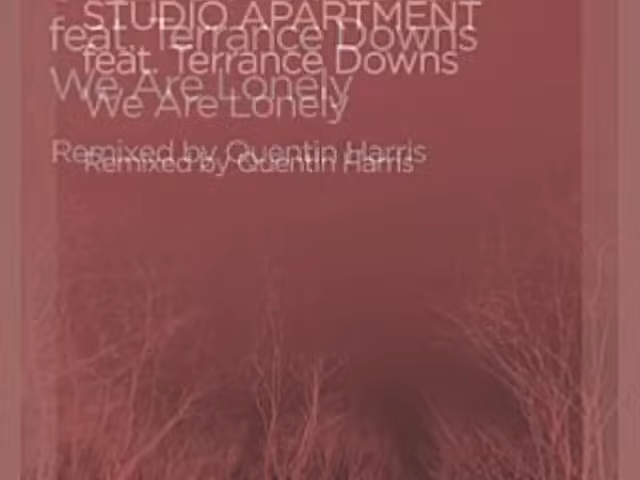 STUDIO APARTMENT
feat. Terrance Downs
feat. Terrance Downs
We Are Lonely
We Are Lonely
Remixed by Quentin Harris
Remixed by Quentin Harris